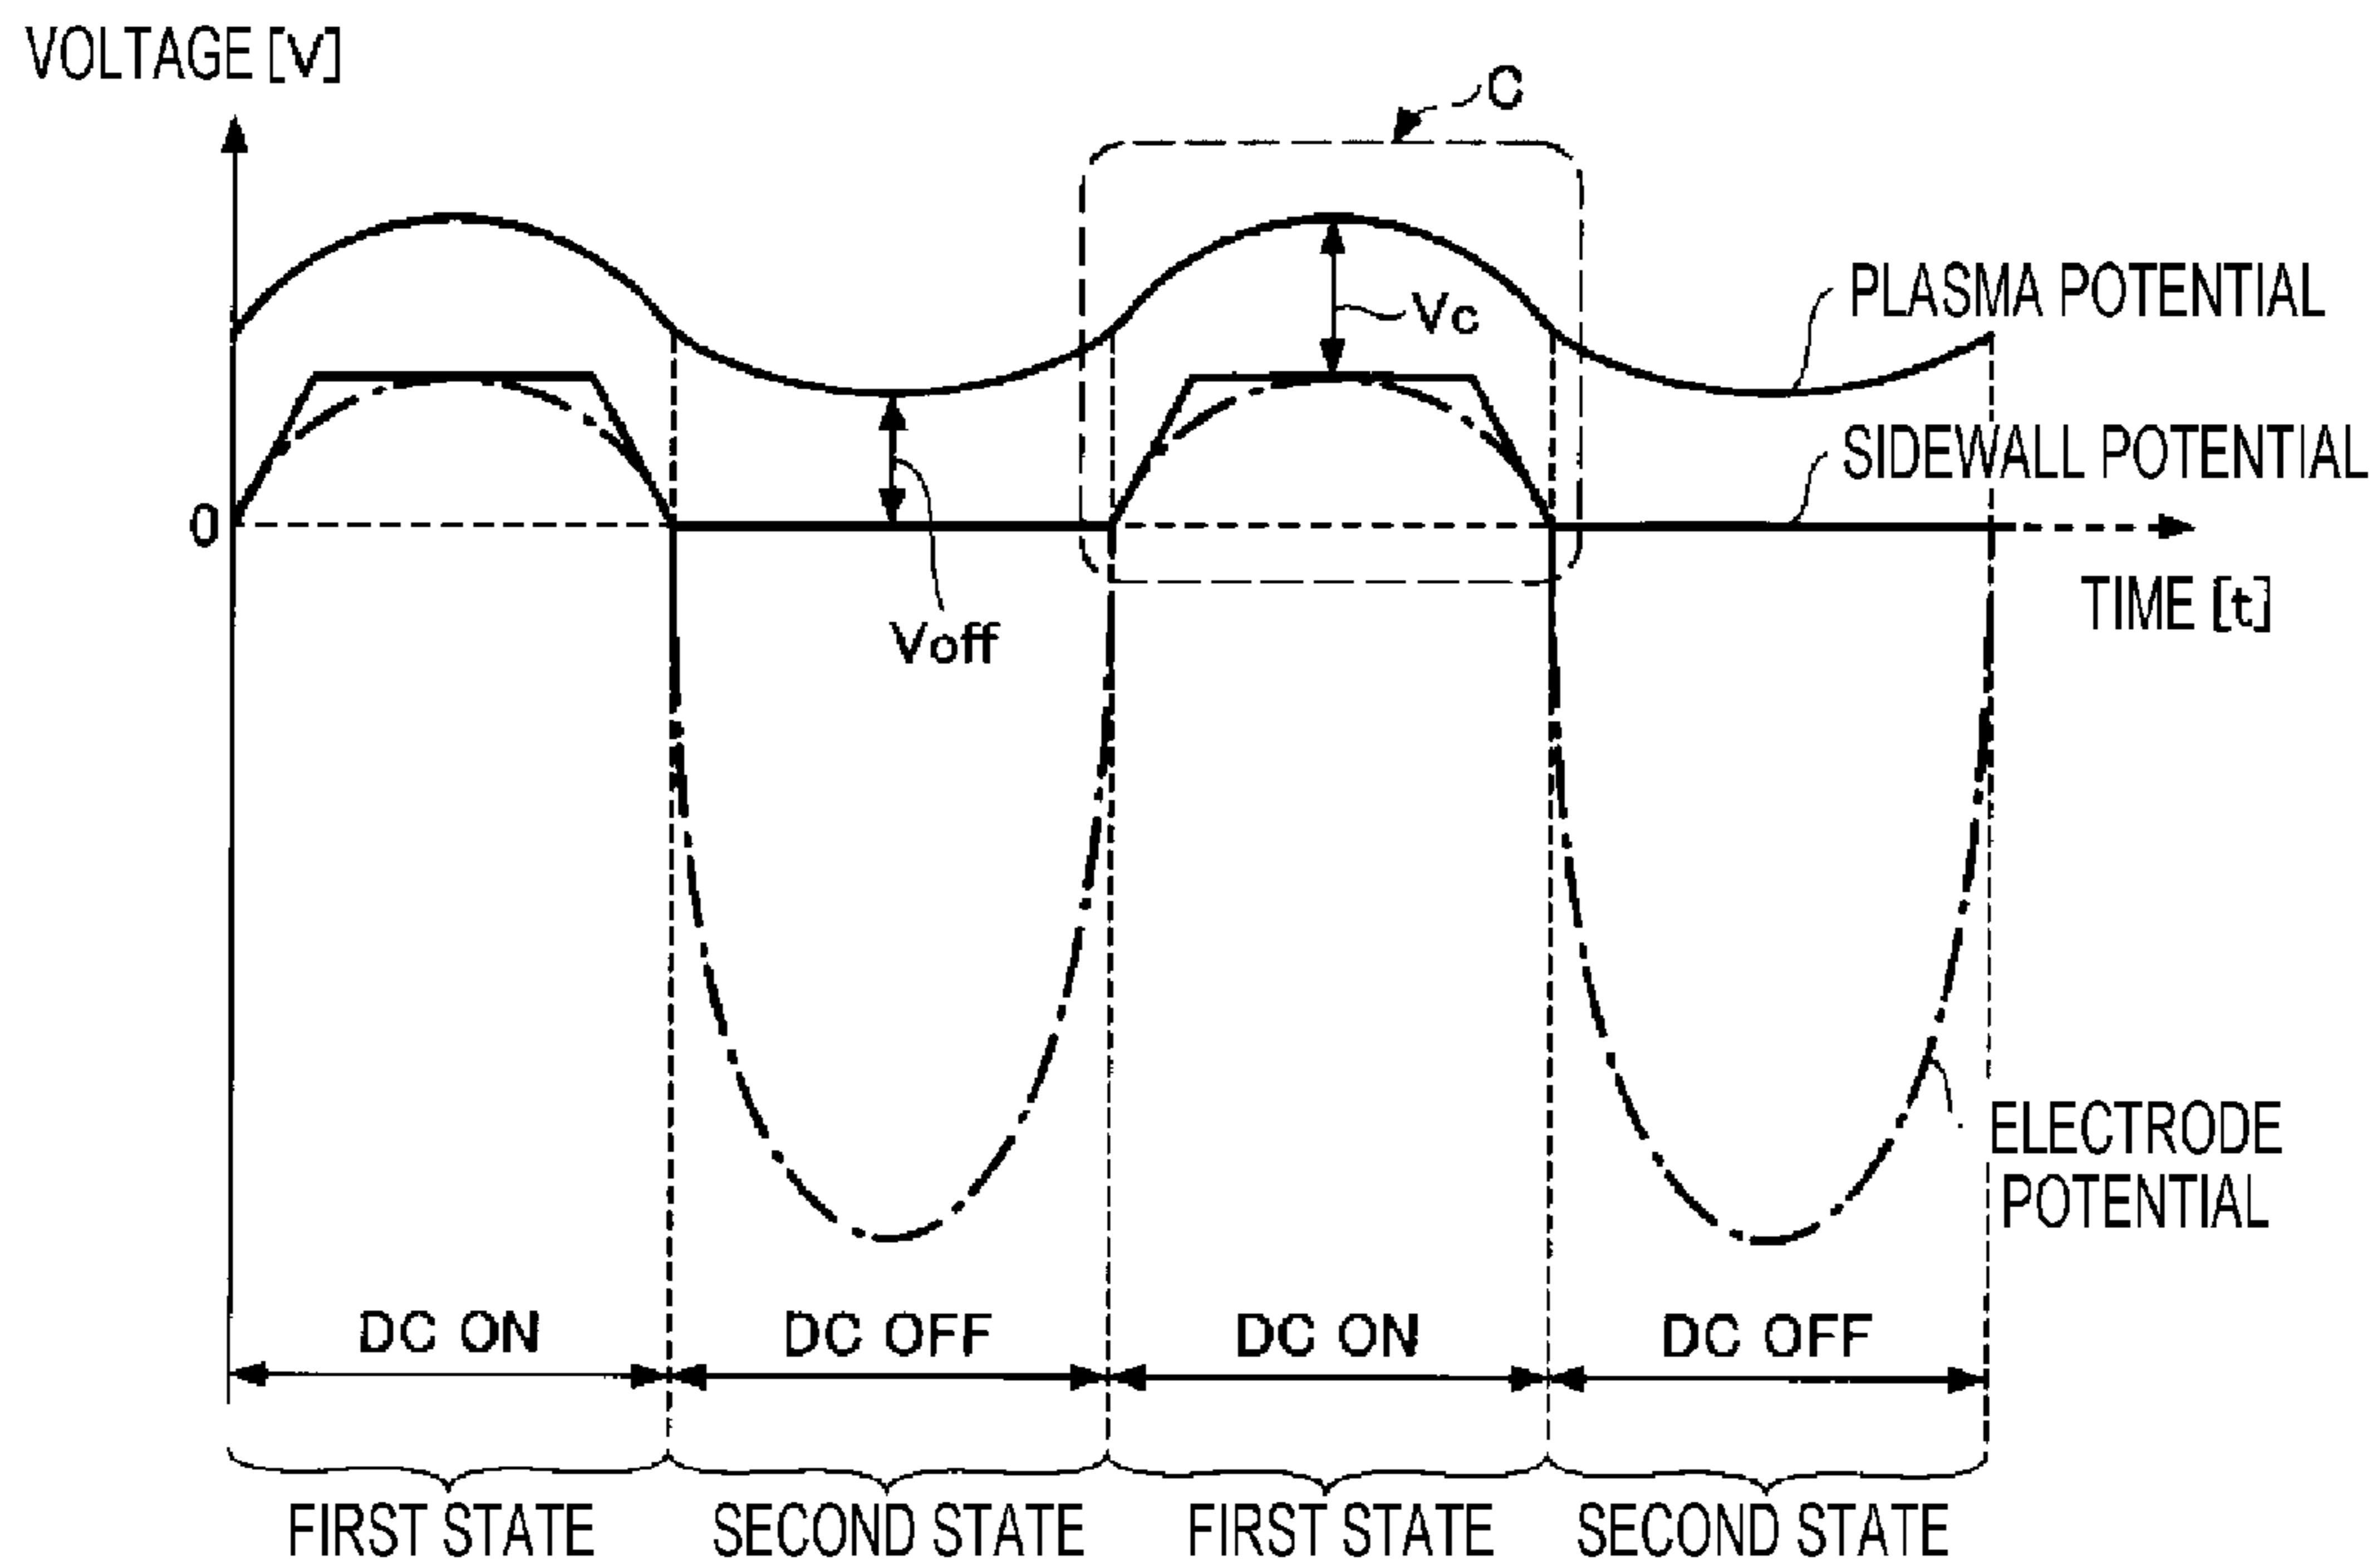 VOLTAGE [V]
C
PLASMA POTENTIAL
Vc
SIDEWALL POTENTIAL
0
TIME [t]
Voff
ELECTRODE
POTENTIAL
DC ON DC OFF DC ON DC OFF
FIRST STATE SECOND STATE FIRST STATE SECOND STATE